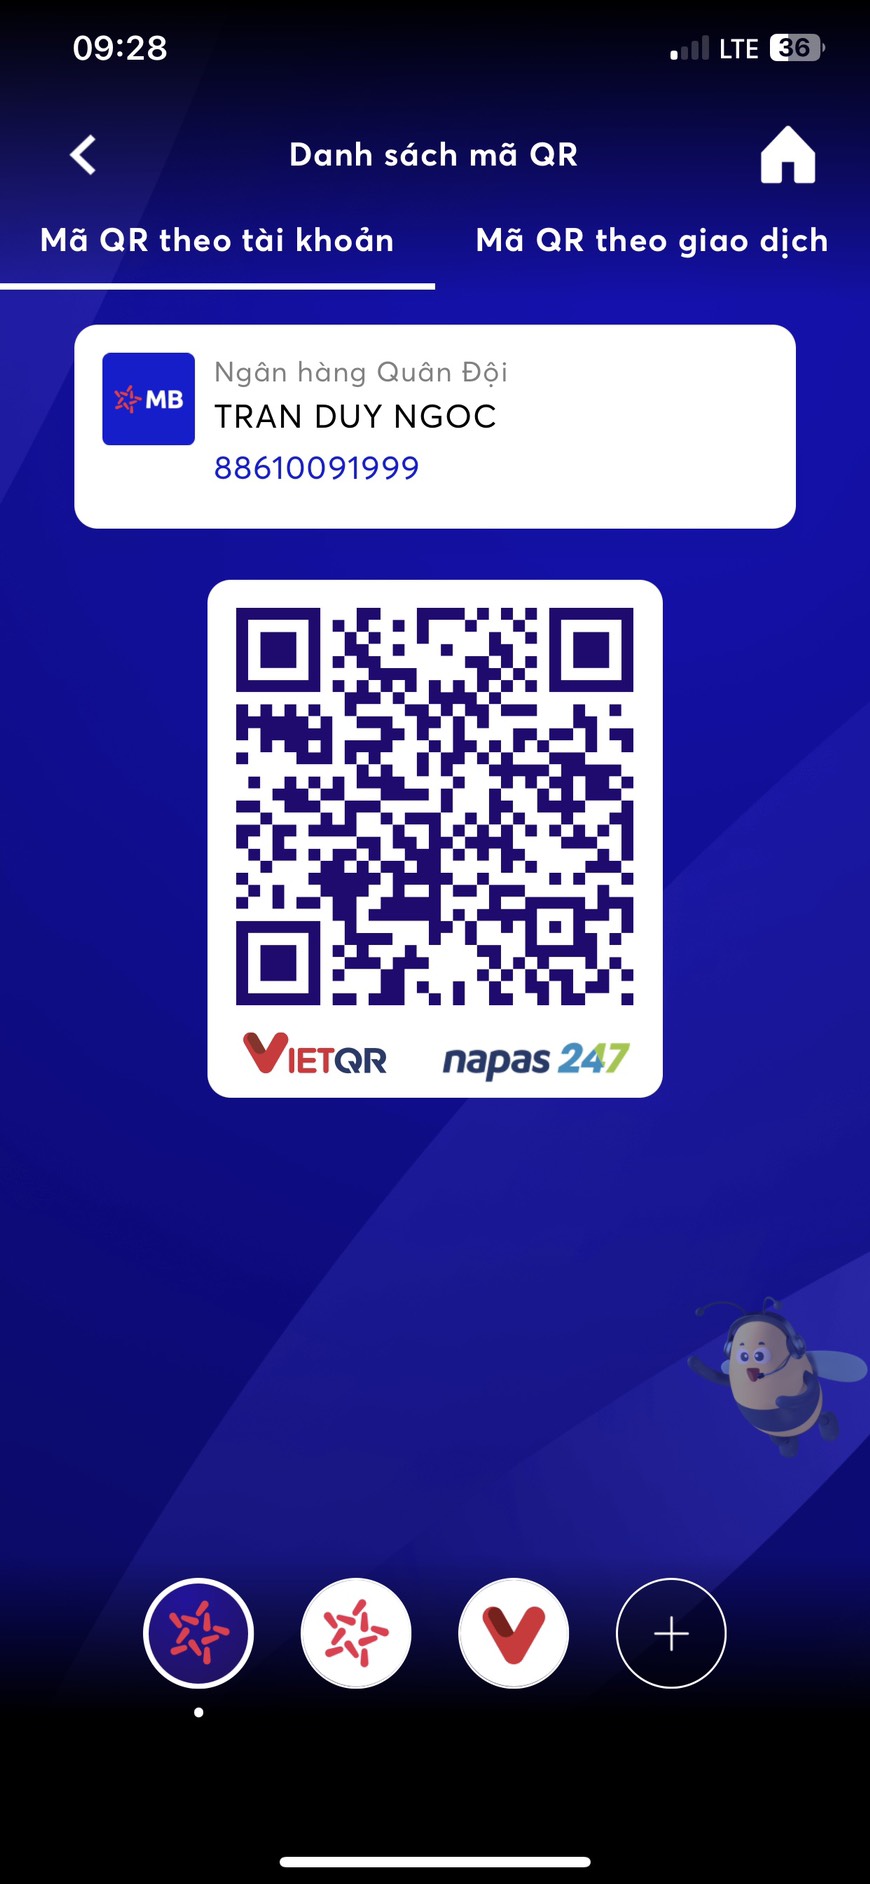 09:28
LTE 36
Danh sách mã QR
Mã QR theo tài khoản
Mã QR theo giao dịch
MB
Ngân hàng Quân Đội
TRAN DUY NGOC
88610091999
VIETQR
napas 247